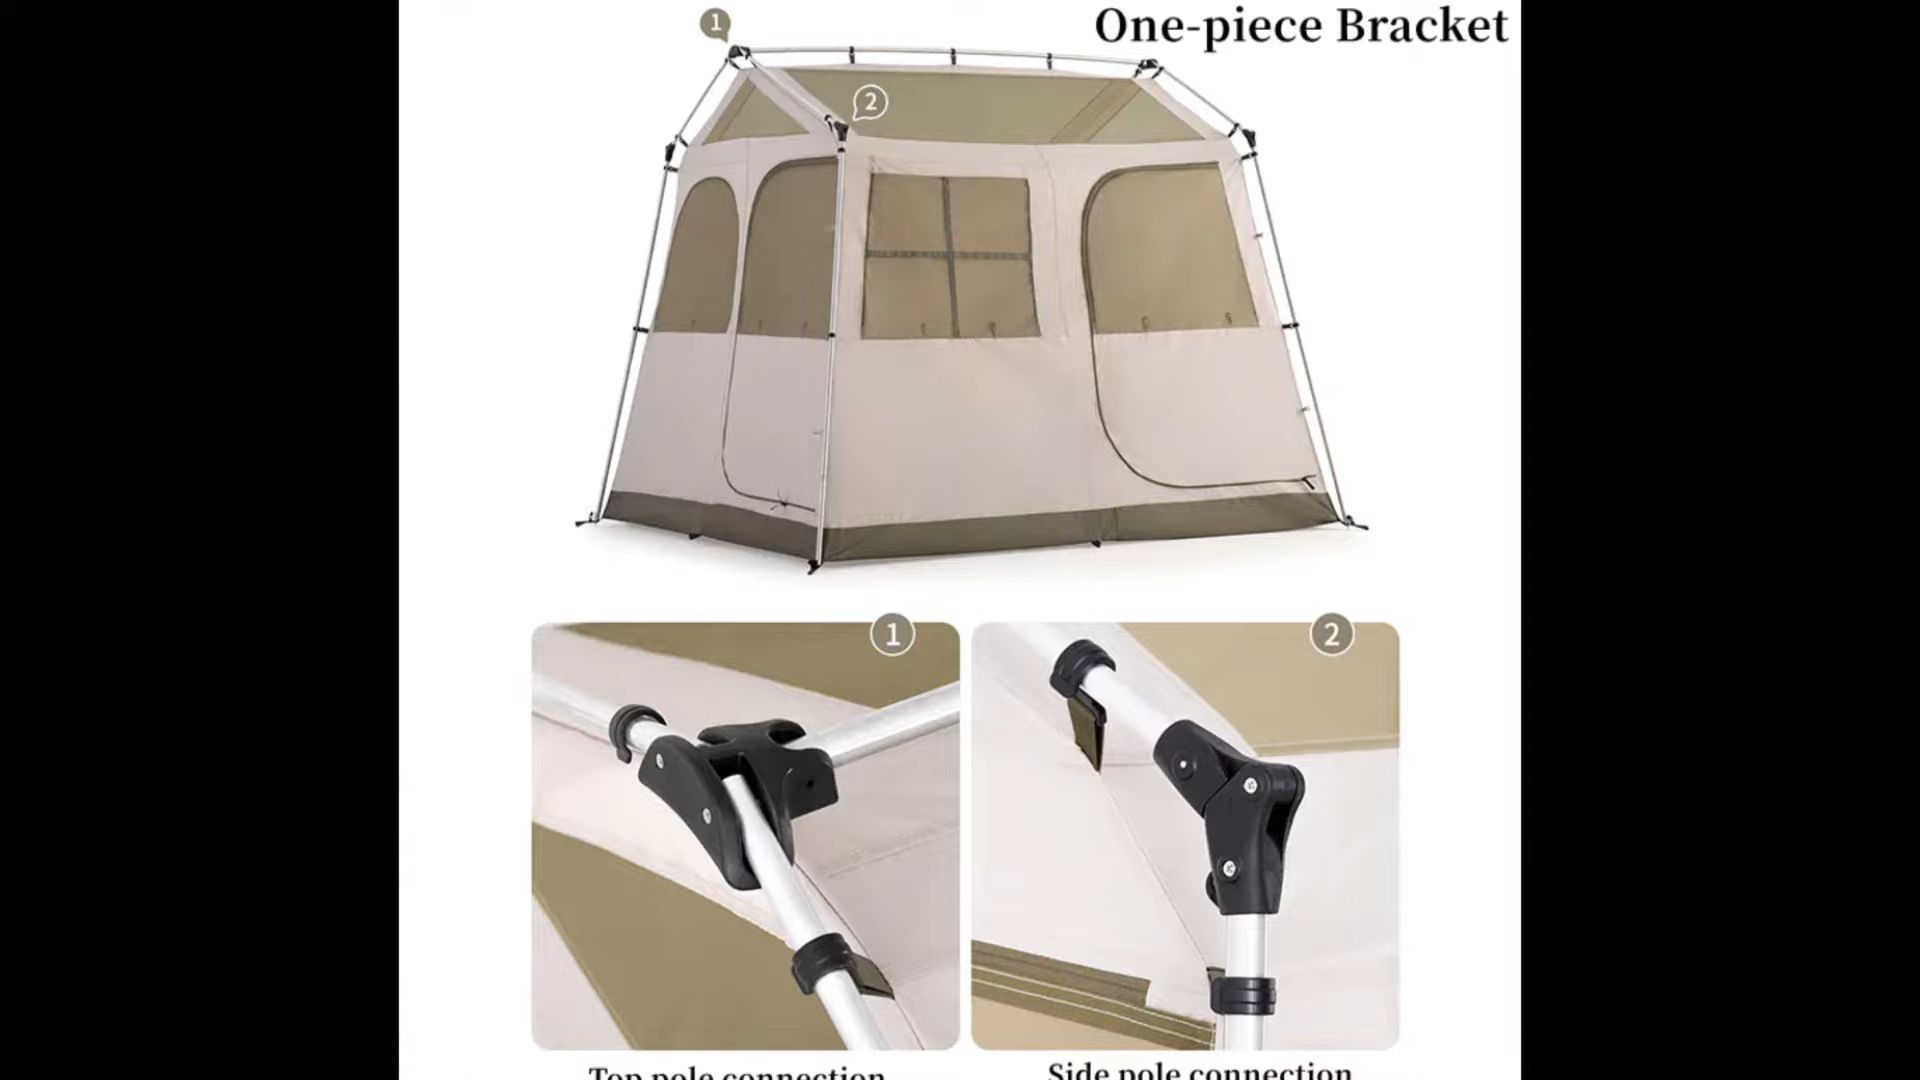 1
One-piece Bracket
2
1
2
Top pole connection
Side pole connection